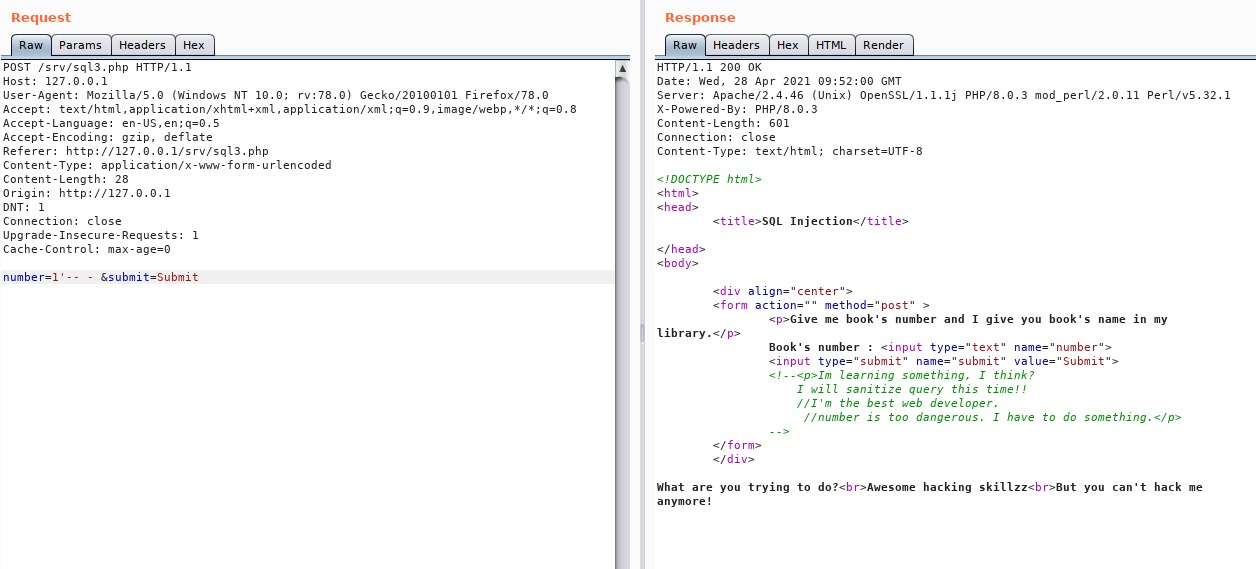 Request
Raw Params Headers Hex
POST /srv/sql3.php HTTP/1.1
Host: 127.0.0.1
User-Agent: Mozilla/5.0 (Windows NT 10.0; rv:78.0) Gecko/20100101 Firefox/78.0
Accept: text/html,application/xhtml+xml,application/xml;q=0.9,image/webp,*/*;q=0.8
Accept-Language: en-US,en;q=0.5
Accept-Encoding: gzip, deflate
Referer: http://127.0.0.1/srv/sql3.php
Content-Type: application/x-www-form-urlencoded
Content-Length: 28
Origin: http://127.0.0.1
DNT: 1
Connection: close
Upgrade-Insecure-Requests: 1
Cache-Control: max-age=0
number=1'-- - &submit=Submit
Response
Raw Headers Hex HTML Render
HTTP/1.1 200 OK
Date: Wed, 28 Apr 2021 09:52:00 GMT
Server: Apache/2.4.46 (Unix) OpenSSL/1.1.1j PHP/8.0.3 mod_perl/2.0.11 Perl/v5.32.1
X-Powered-By: PHP/8.0.3
Content-Length: 601
Connection: close
Content-Type: text/html; charset=UTF-8
<!DOCTYPE html>
<html>
<head>
<title>SQL Injection</title>
</head>
<body>
<div align="center">
<form action="" method="post" >
<p>Give me book's number and I give you book's name in my
library.</p>
Book's number : <input type="text" name="number">
<input type="submit" name="submit" value="Submit">
<!--<p>Im learning something, I think?
I will sanitize query this time!!
//I'm the best web developer.
//number is too dangerous. I have to do something.</p>
-->
</form>
</div>
What are you trying to do?<br>Awesome hacking skillzz<br>But you can't hack me
anymore!